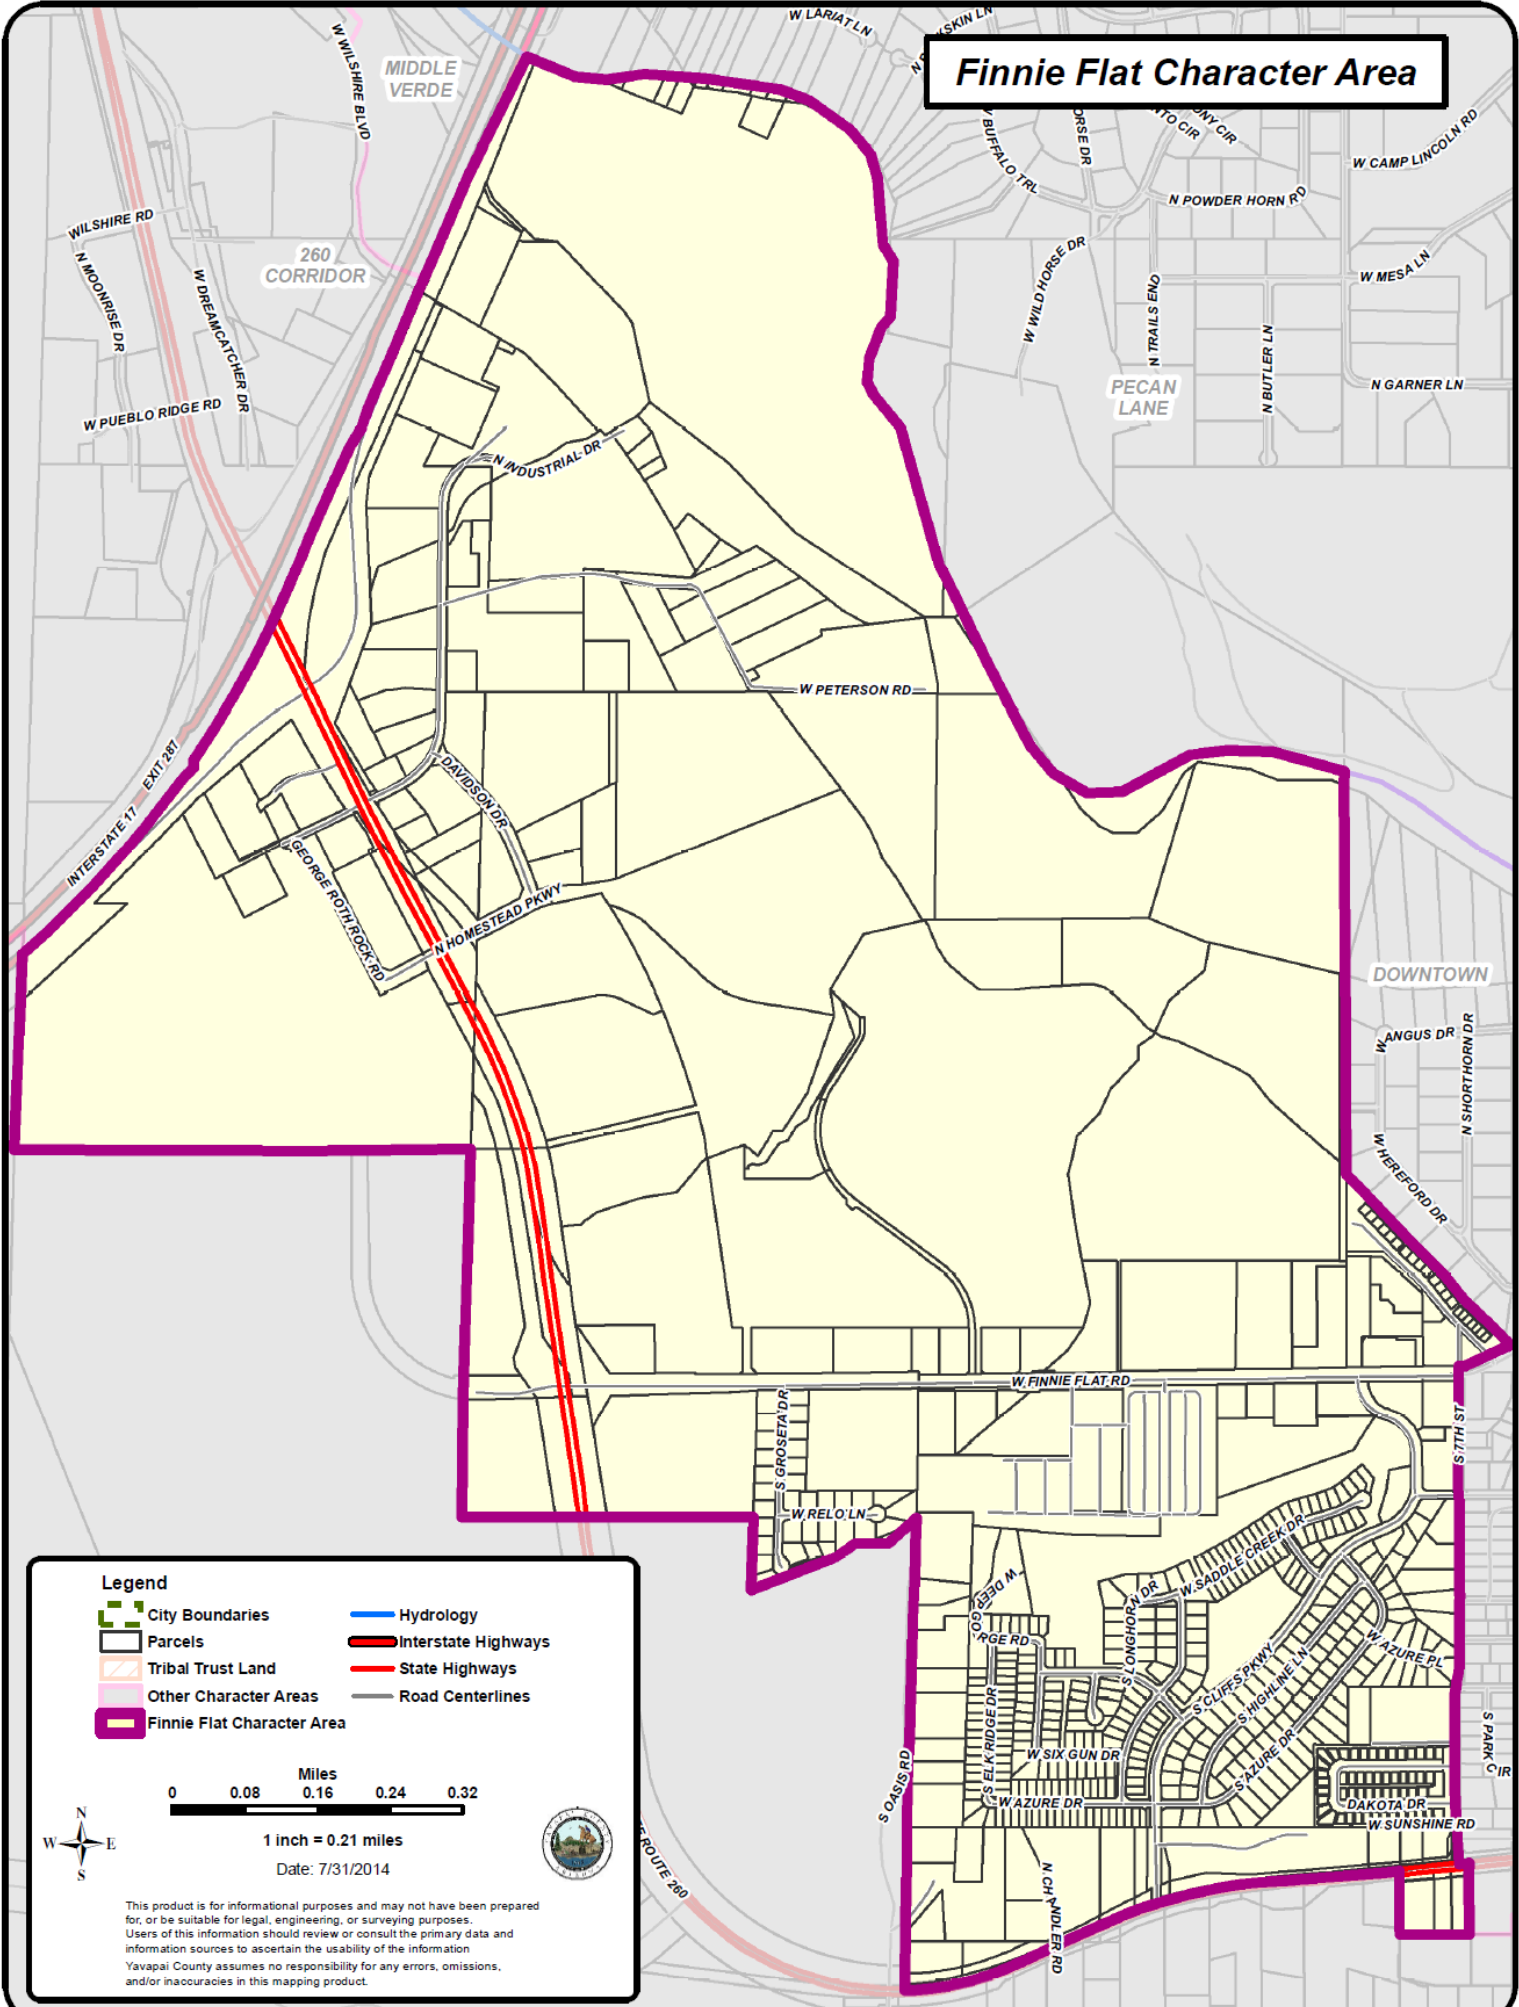 Finnie Flat Character Area
W LARIAT LN
W WILSHIRE BLVD
MIDDLE
VERDE
W BUFFALO TRL
W CAMP LINCOLN RD
N POWDER HORN RD
WILSHIRE RD
260
CORRIDOR
N MOONRISE DR
W DREAMCATCHER DR
W WILD HORSE DR
N TRAILS END
W MESA LN
N BUTLER LN
PECAN
LANE
N GARNER LN
W PUEBLO RIDGE RD
N INDUSTRIAL DR
W PETERSON RD
INTERSTATE 17 EXIT 287
DAVIDSON DR
GEORGE ROTHROCK RD
N HOMESTEAD PKWY
DOWNTOWN
W ANGUS DR
N SHORTHORN DR
W HEREFORD DR
W FINNIE FLAT RD
S GROSETA DR
S 7TH ST
W RELO LN
W SADDLE CREEK DR
W DEER GO
RGE RD
S LONGHORN DR
W AZURE PL
S CLIFFS PKWY
S HIGHLINE LN
S ELK RIDGE DR
W SIX GUN DR
S AZURE DR
S PARK CIR
S OASIS RD
W AZURE DR
DAKOTA DR
W SUNSHINE RD
N CHANDLER RD
ROUTE 260
Legend
City Boundaries
Parcels
Tribal Trust Land
Other Character Areas
Finnie Flat Character Area
Hydrology
Interstate Highways
State Highways
Road Centerlines
Miles
0 0.08 0.16 0.24 0.32
1 inch = 0.21 miles
Date: 7/31/2014
N
W E
S
This product is for informational purposes and may not have been prepared
for, or be suitable for legal, engineering, or surveying purposes.
Users of this information should review or consult the primary data and
information sources to ascertain the usability of the information
Yavapai County assumes no responsibility for any errors, omissions,
and/or inaccuracies in this mapping product.